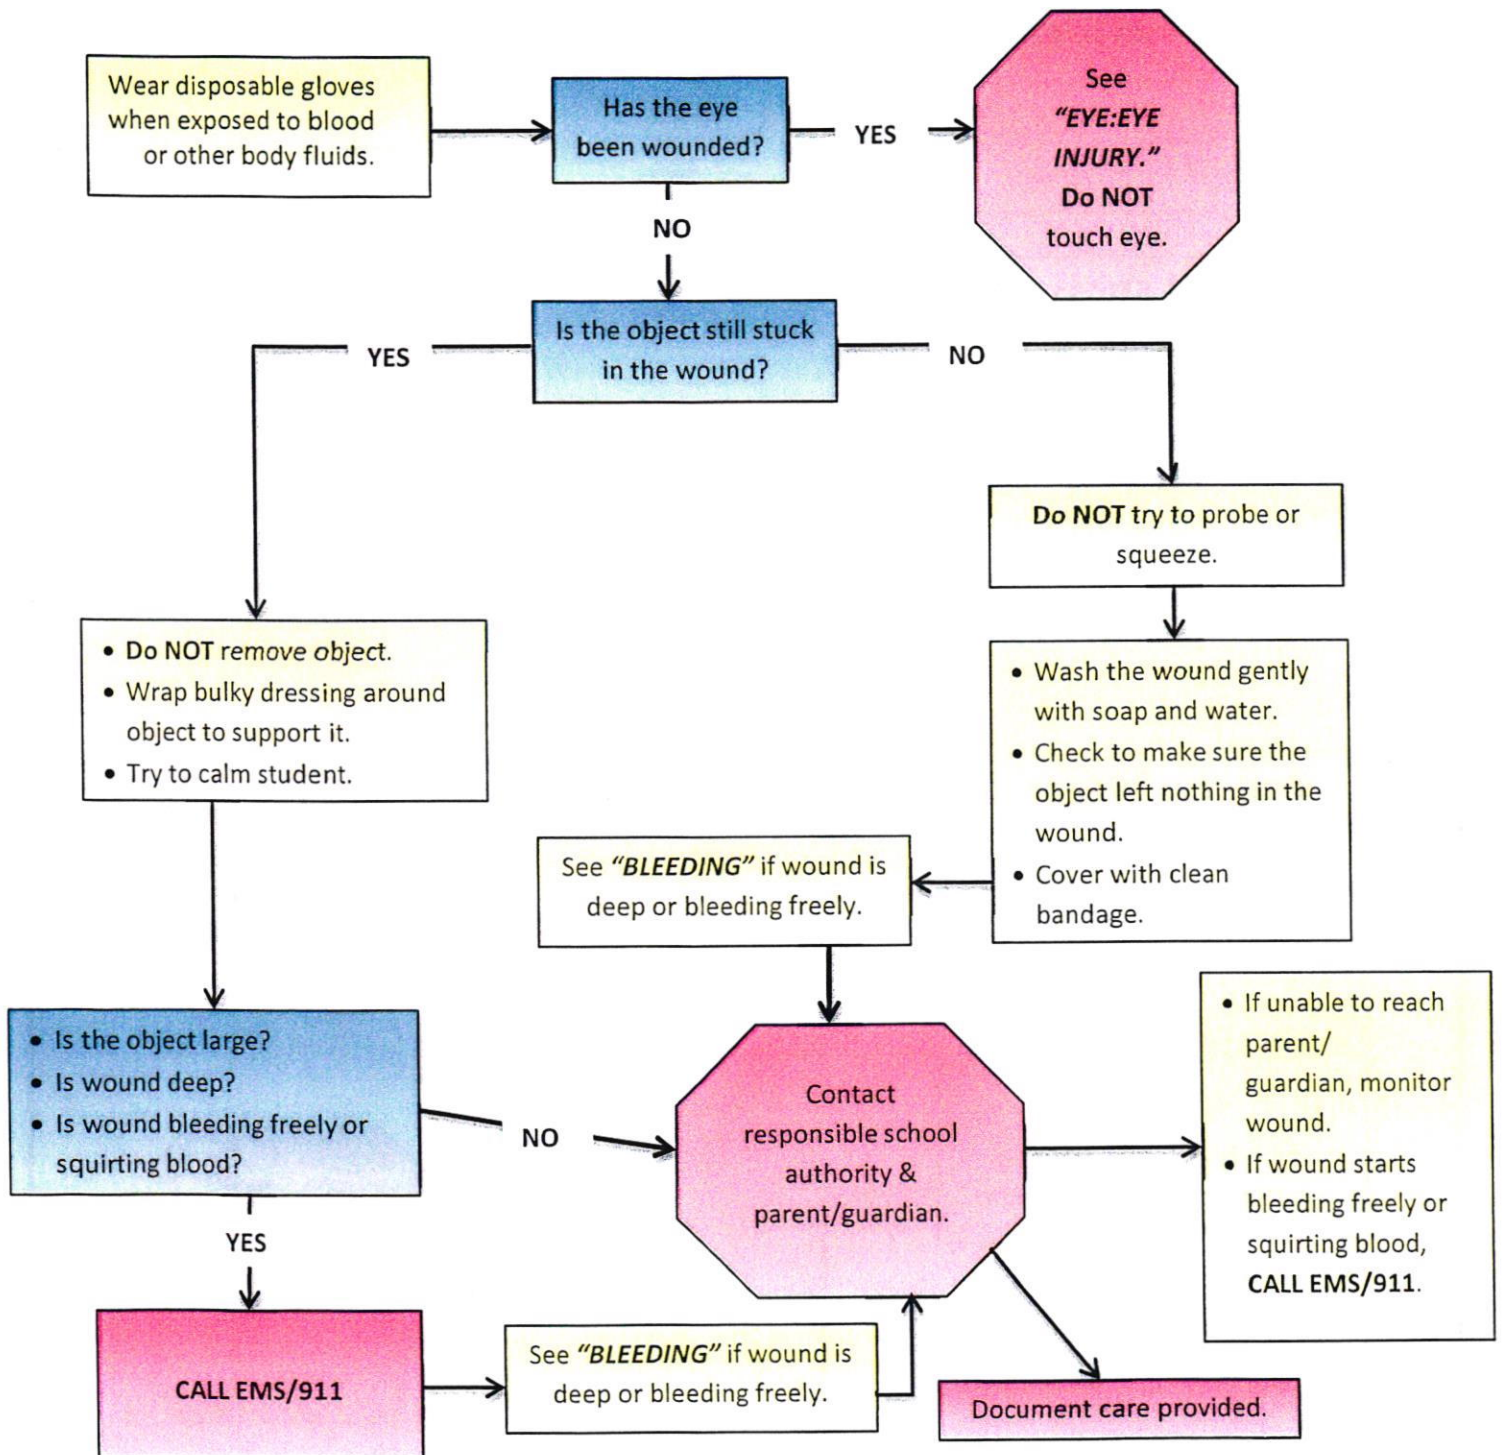 Wear disposable gloves
when exposed to blood
or other body fluids.
Has the eye
been wounded?
YES
See
"EYE:EYE
INJURY."
Do NOT
touch eye.
NO
Is the object still stuck
in the wound?
YES
NO
Do NOT try to probe or
squeeze.
• Do NOT remove object.
• Wrap bulky dressing around
object to support it.
• Try to calm student.
• Wash the wound gently
with soap and water.
• Check to make sure the
object left nothing in the
wound.
• Cover with clean
bandage.
See "BLEEDING" if wound is
deep or bleeding freely.
• Is the object large?
• Is wound deep?
• Is wound bleeding freely or
squirting blood?
NO
Contact
responsible school
authority &
parent/guardian.
• If unable to reach
parent/
guardian, monitor
wound.
• If wound starts
bleeding freely or
squirting blood,
CALL EMS/911.
YES
CALL EMS/911
See "BLEEDING" if wound is
deep or bleeding freely.
Document care provided.